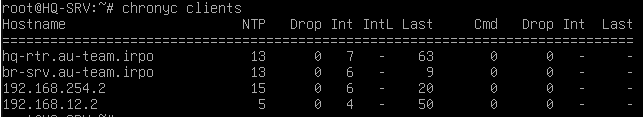 root@HQ-SRV:~# chronyc clients
Hostname                      NTP   Drop Int IntL Last     Cmd   Drop Int  Last
===============================================================================
hq-rtr.au-team.irpo            13      0   7   -    63       0      0   -     -
br-srv.au-team.irpo            13      0   6   -     9       0      0   -     -
192.168.254.2                  15      0   6   -    20       0      0   -     -
192.168.12.2                    5      0   4   -    50       0      0   -     -